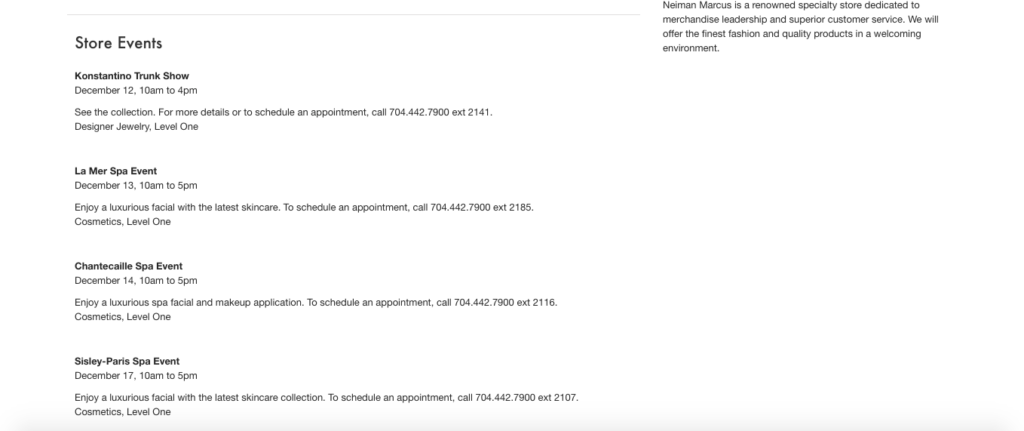 Neiman Marcus is a renowned specialty store dedicated to
merchandise leadership and superior customer service. We will
offer the finest fashion and quality products in a welcoming
environment.
Store Events
Konstantino Trunk Show
December 12, 10am to 4pm
See the collection. For more details or to schedule an appointment, call 704.442.7900 ext 2141.
Designer Jewelry, Level One
La Mer Spa Event
December 13, 10am to 5pm
Enjoy a luxurious facial with the latest skincare. To schedule an appointment, call 704.442.7900 ext 2185.
Cosmetics, Level One
Chantecaille Spa Event
December 14, 10am to 5pm
Enjoy a luxurious spa facial and makeup application. To schedule an appointment, call 704.442.7900 ext 2116.
Cosmetics, Level One
Sisley-Paris Spa Event
December 17, 10am to 5pm
Enjoy a luxurious facial with the latest skincare collection. To schedule an appointment, call 704.442.7900 ext 2107.
Cosmetics, Level One